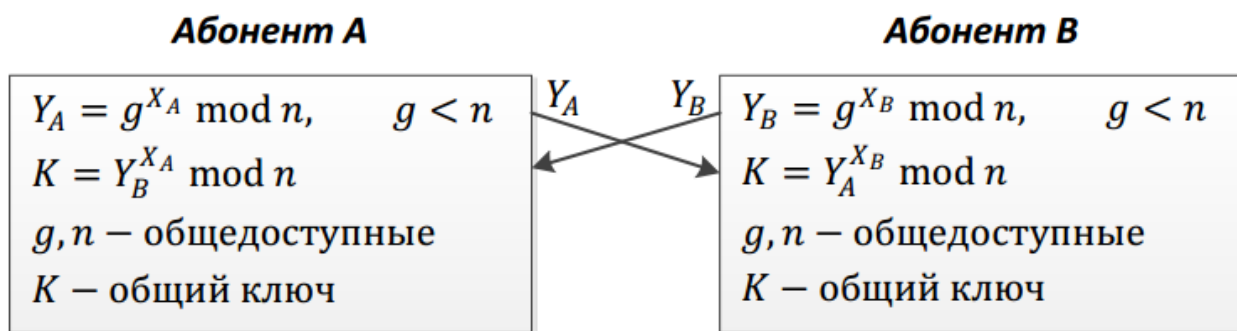 Абонент А
Абонент В
Y_A = g^{X_A} mod n, g < n
K = Y_B^{X_A} mod n
g, n − общедоступные
K − общий ключ
Y_A
Y_B
Y_B = g^{X_B} mod n, g < n
K = Y_A^{X_B} mod n
g, n − общедоступные
K − общий ключ